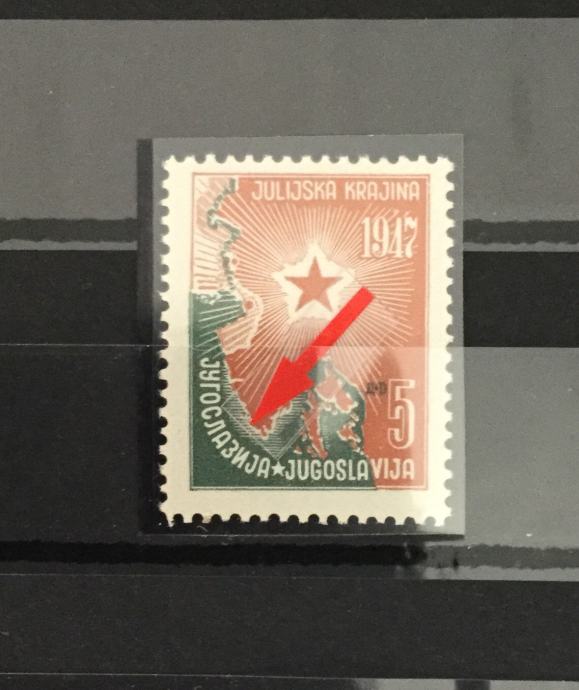 JULIJSKA KRAJINA
1947
D·D 5
ЈУГОСЛАВИЈА★JUGOSLAVIJA